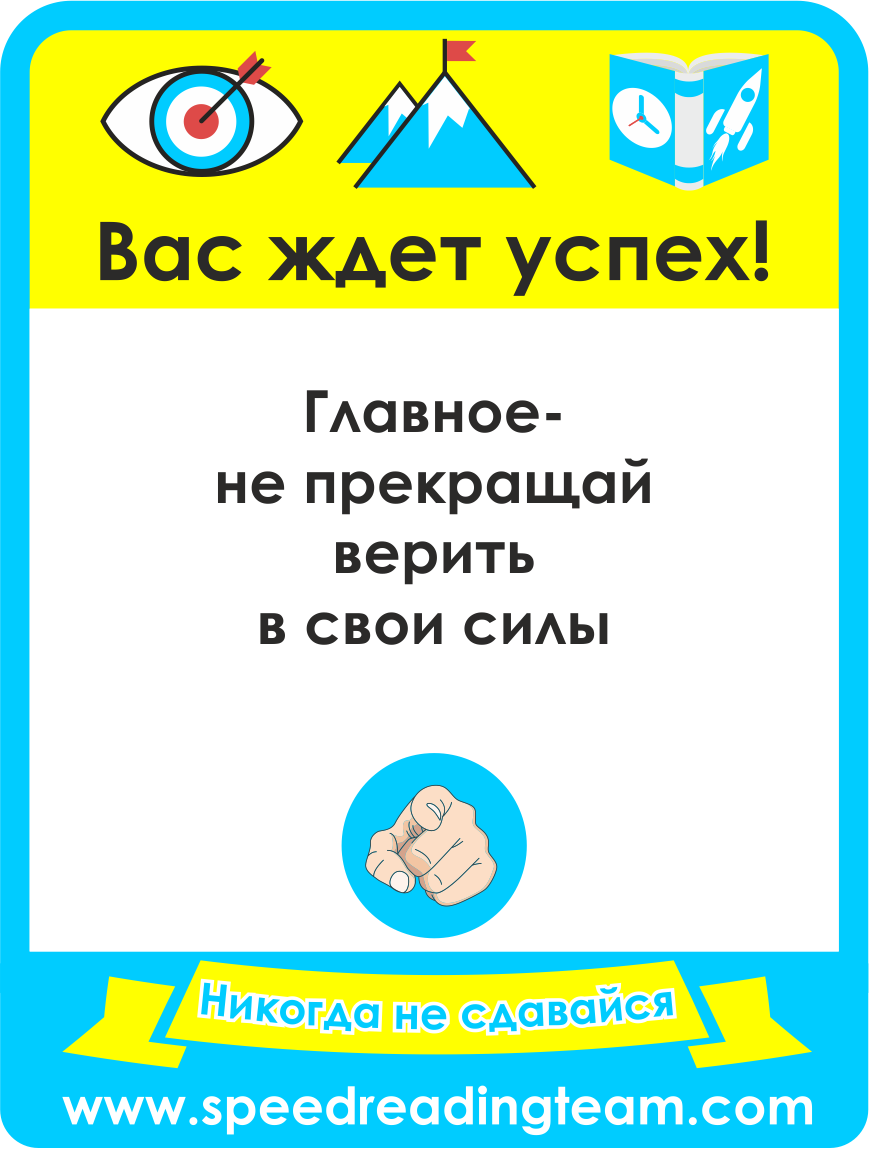 Вас ждет успех!
Главное-
не прекращай
верить
в свои силы
Никогда не сдавайся
www.speedreadingteam.com